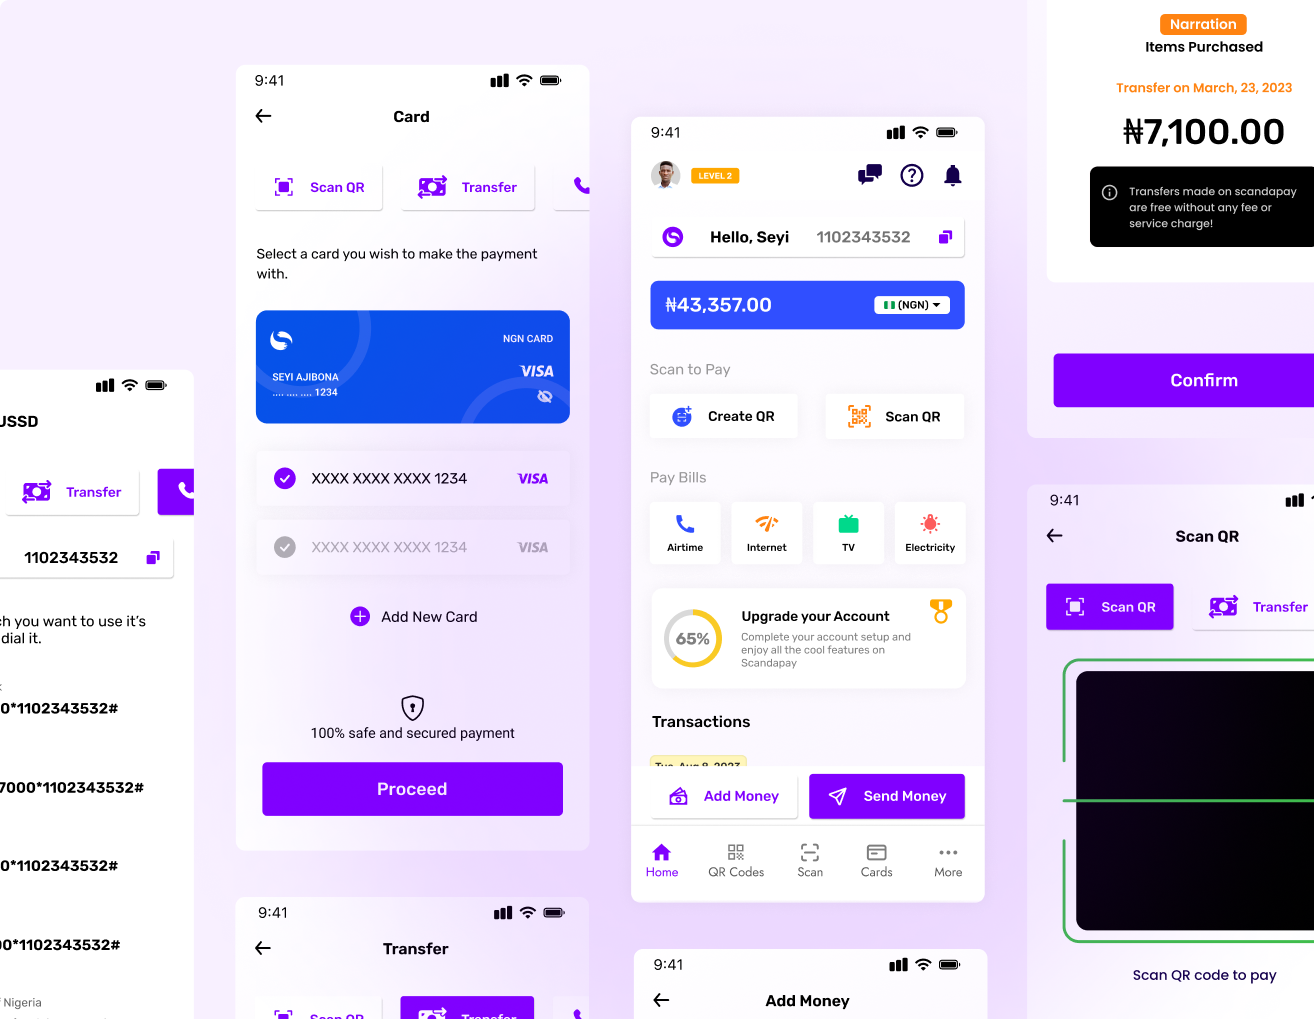 9:41
Card
Scan QR
Transfer
Select a card you wish to make the payment
with.
NGN CARD
SEYI AJIBONA
VISA
.... .... .... 1234
XXXX XXXX XXXX 1234
VISA
XXXX XXXX XXXX 1234
VISA
Add New Card
100% safe and secured payment
Proceed
9:41
LEVEL 2
Hello, Seyi
1102343532
₦43,357.00
(NGN)
Scan to Pay
Create QR
Scan QR
Pay Bills
Airtime
Internet
TV
Electricity
65%
Upgrade your Account
Complete your account setup and
enjoy all the cool features on
Scandapay
Transactions
Tue, Aug 8, 2023
Add Money
Send Money
Home
QR Codes
Scan
Cards
More
Narration
Items Purchased
Transfer on March, 23, 2023
₦7,100.00
Transfers made on scandapay
are free without any fee or
service charge!
Confirm
9:41
Scan QR
Scan QR
Transfer
Scan QR code to pay
USSD
Transfer
1102343532
you want to use it's
dial it.
0*1102343532#
7000*1102343532#
0*1102343532#
00*1102343532#
Nigeria
9:41
Transfer
Scan QR
Transfer
9:41
Add Money